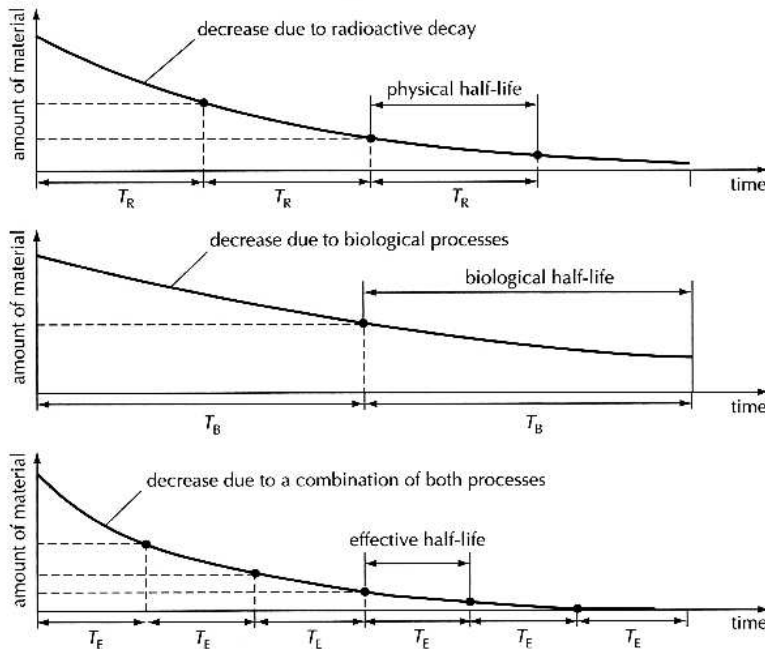 amount of material
decrease due to radioactive decay
physical half-life
time
T_R
T_R
T_R
amount of material
decrease due to biological processes
biological half-life
time
T_B
T_B
amount of material
decrease due to a combination of both processes
effective half-life
time
T_E
T_E
T_L
T_E
T_E
T_E